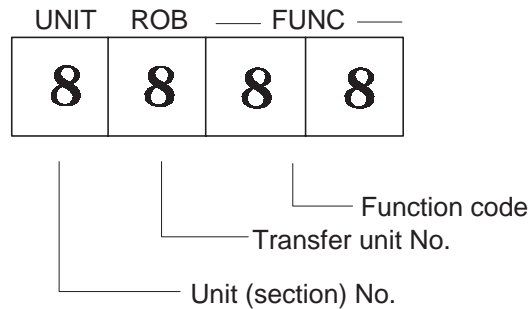 UNIT ROB FUNC
8 8 8 8
Function code
Transfer unit No.
Unit (section) No.